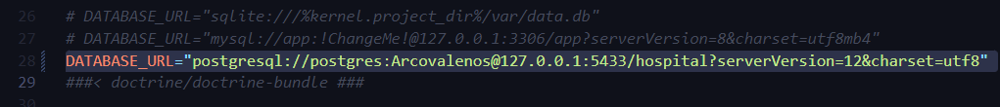 26 # DATABASE_URL="sqlite:///%kernel.project_dir%/var/data.db"
27 # DATABASE_URL="mysql://app:!ChangeMe!@127.0.0.1:3306/app?serverVersion=8&charset=utf8mb4"
28 DATABASE_URL="postgresql://postgres:Arcovalenos@127.0.0.1:5433/hospital?serverVersion=12&charset=utf8"
29 ###< doctrine/doctrine-bundle ###
30